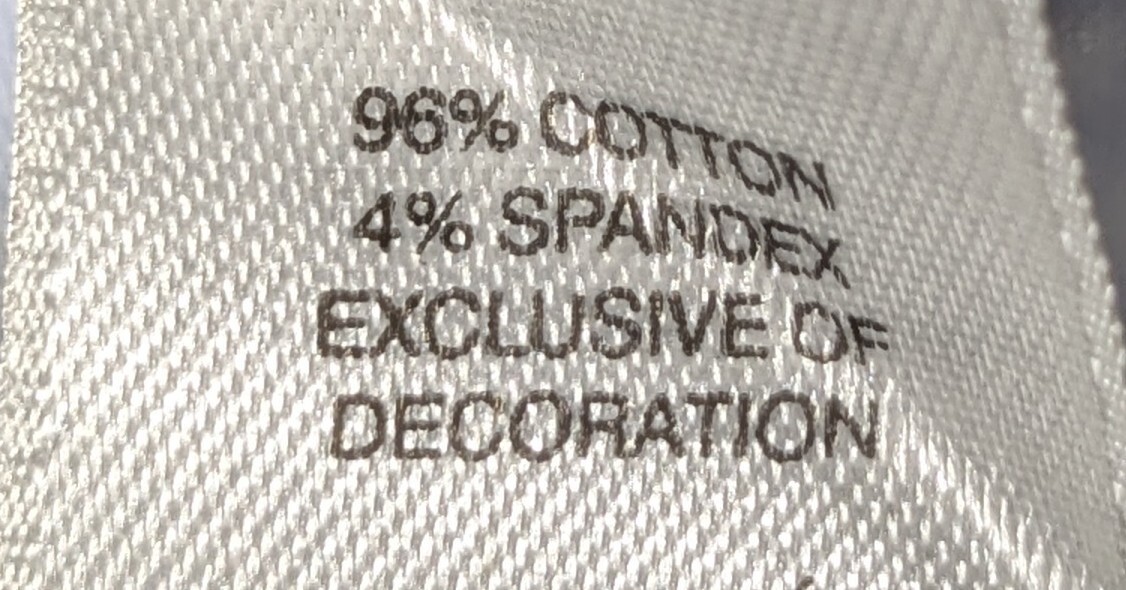 96% COTTON
4% SPANDEX
EXCLUSIVE OF
DECORATION